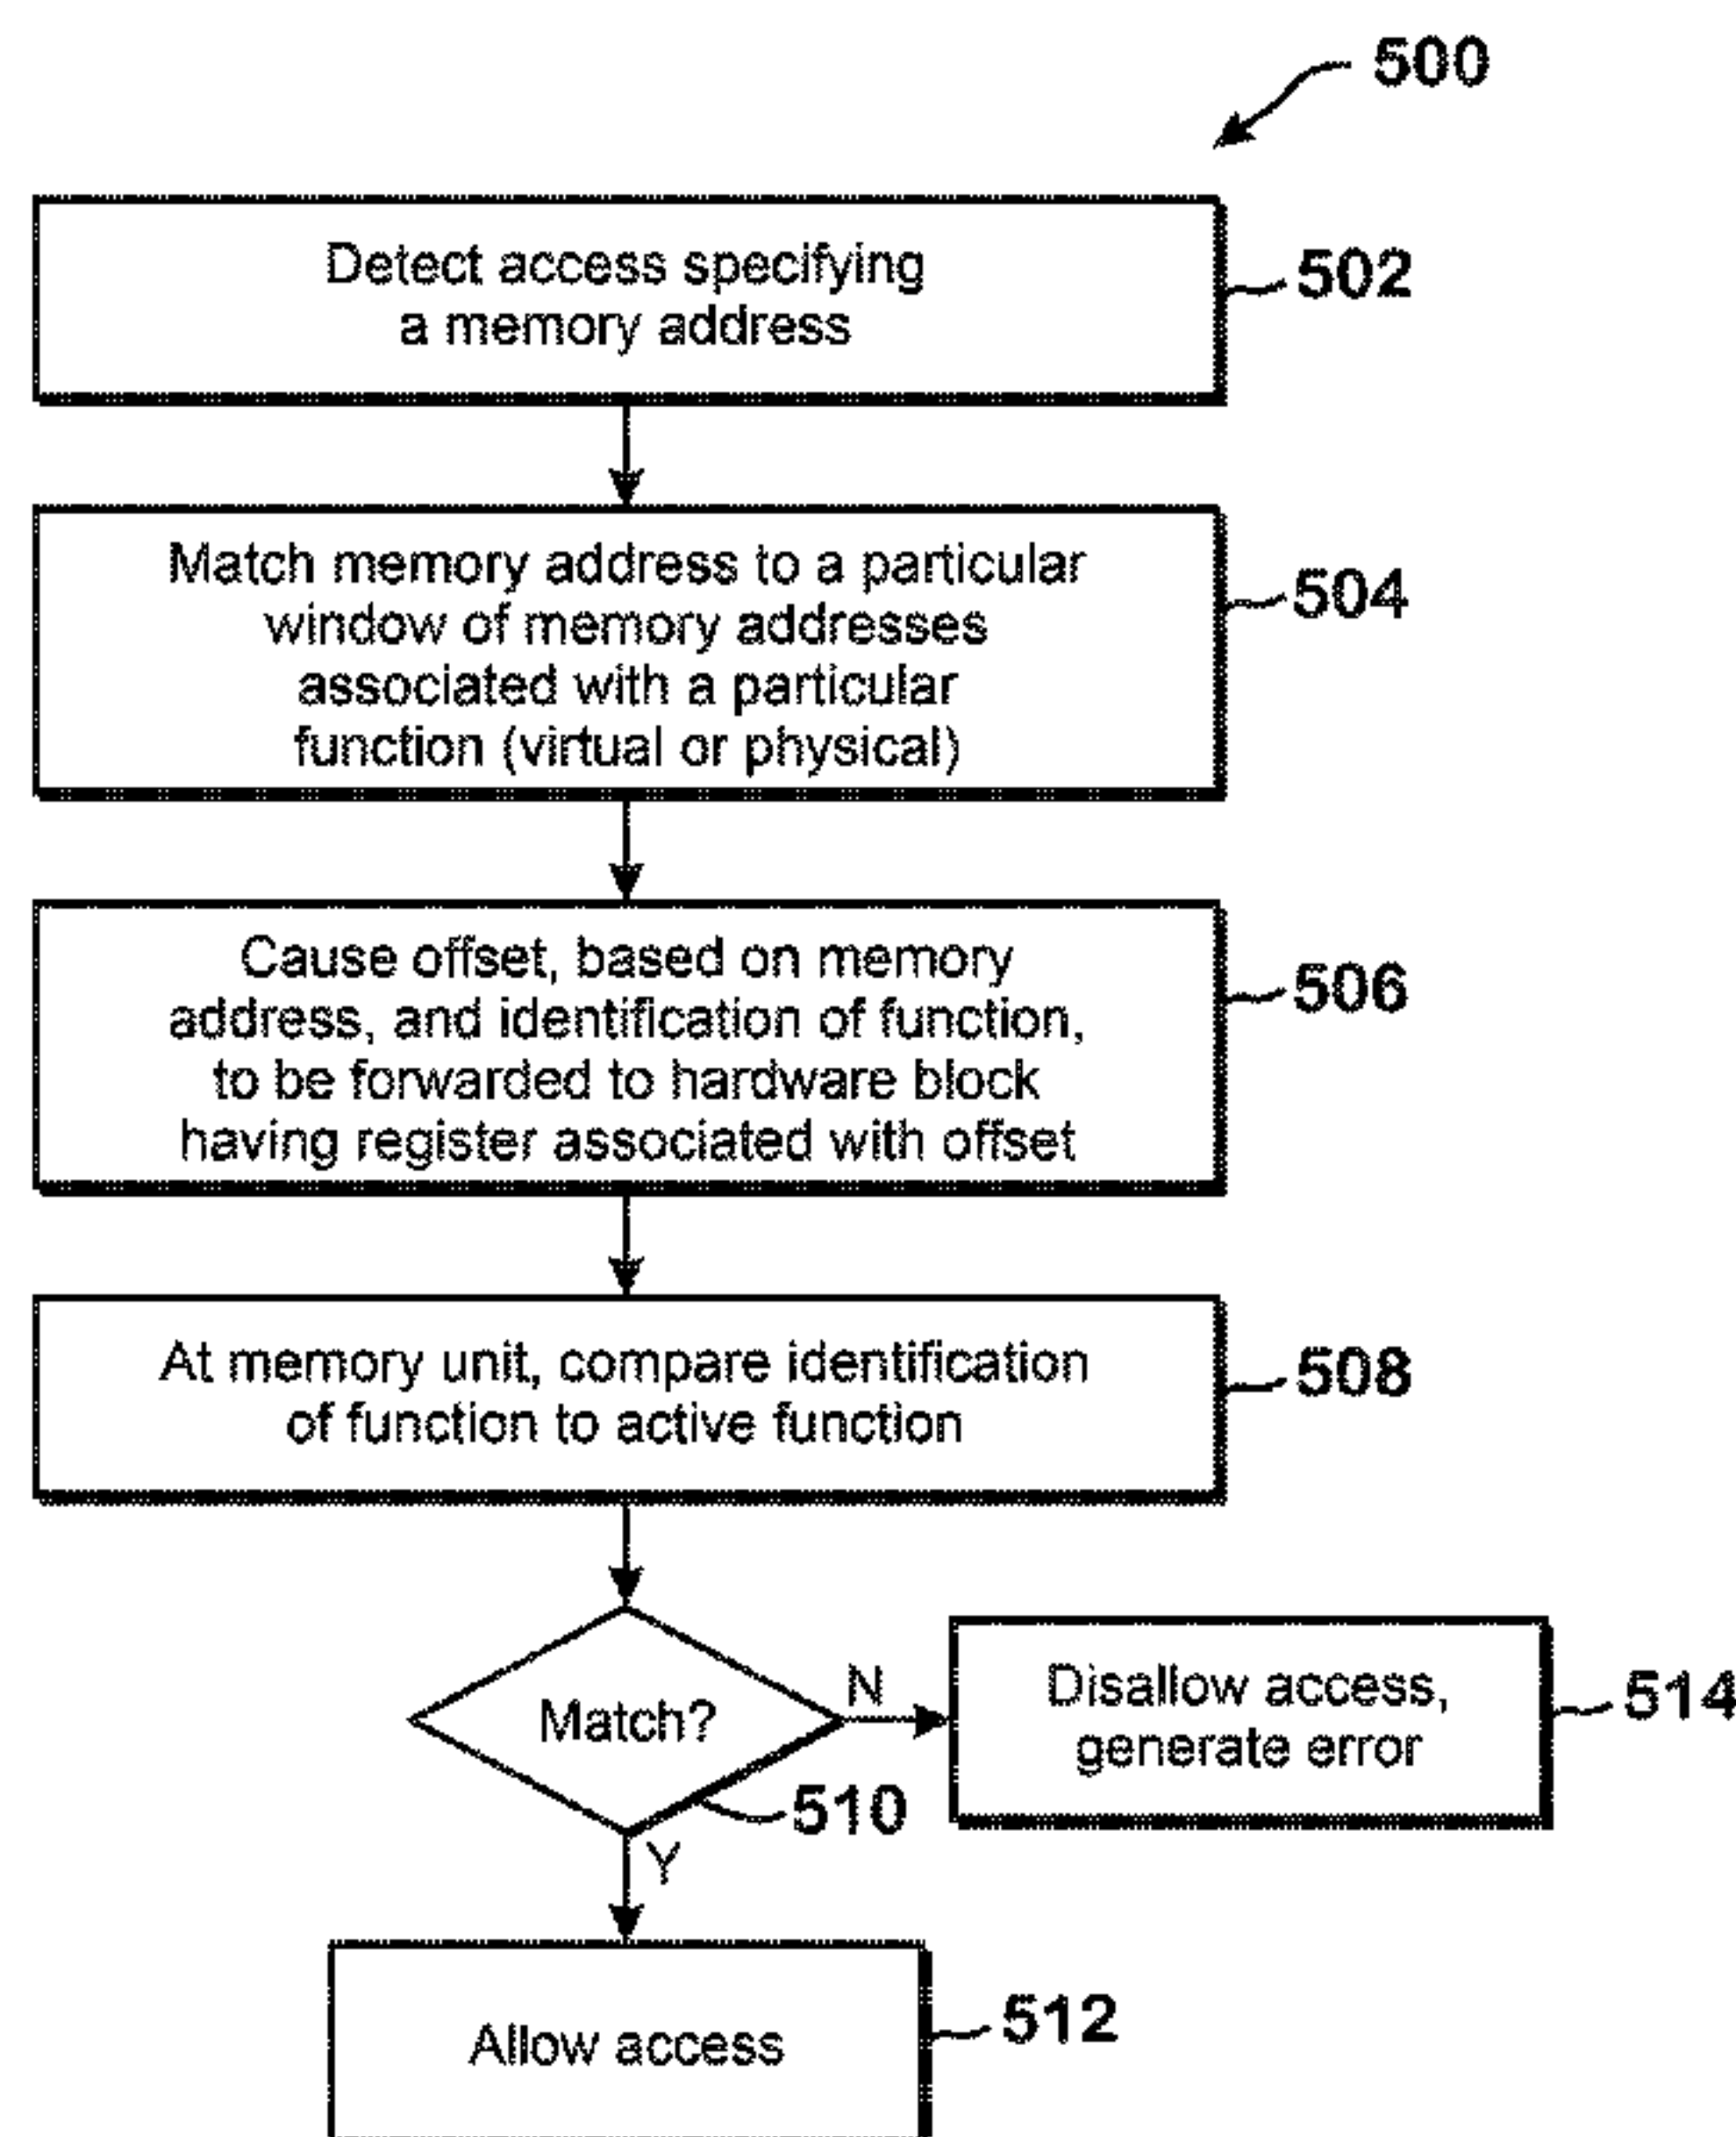 500
Detect access specifying
a memory address
502
Match memory address to a particular
window of memory addresses
associated with a particular
function (virtual or physical)
504
Cause offset, based on memory
address, and identification of function,
to be forwarded to hardware block
having register associated with offset
506
At memory unit, compare identification
of function to active function
508
Match?
N
510
Y
Disallow access,
generate error
514
Allow access
512